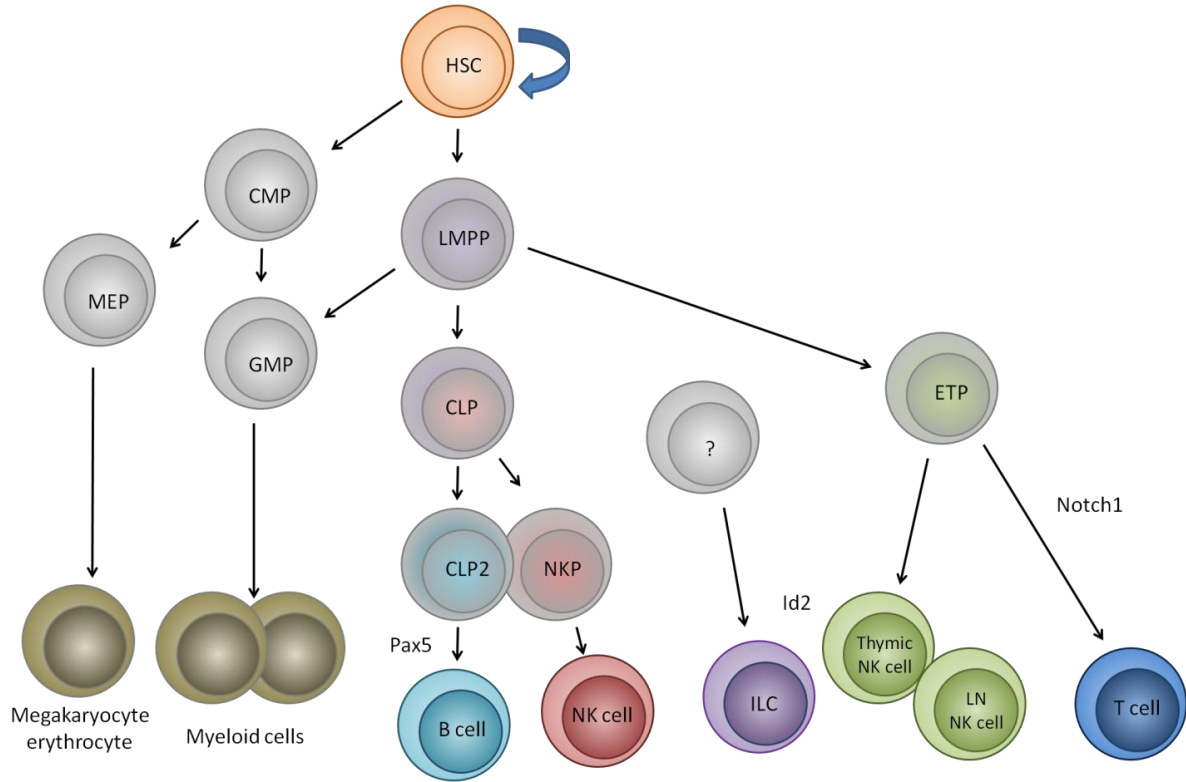 HSC
CMP
LMPP
MEP
GMP
CLP
ETP
?
Notch1
CLP2
NKP
Id2
Pax5
Thymic
NK cell
LN
NK cell
B cell
NK cell
ILC
T cell
Megakaryocyte
erythrocyte
Myeloid cells